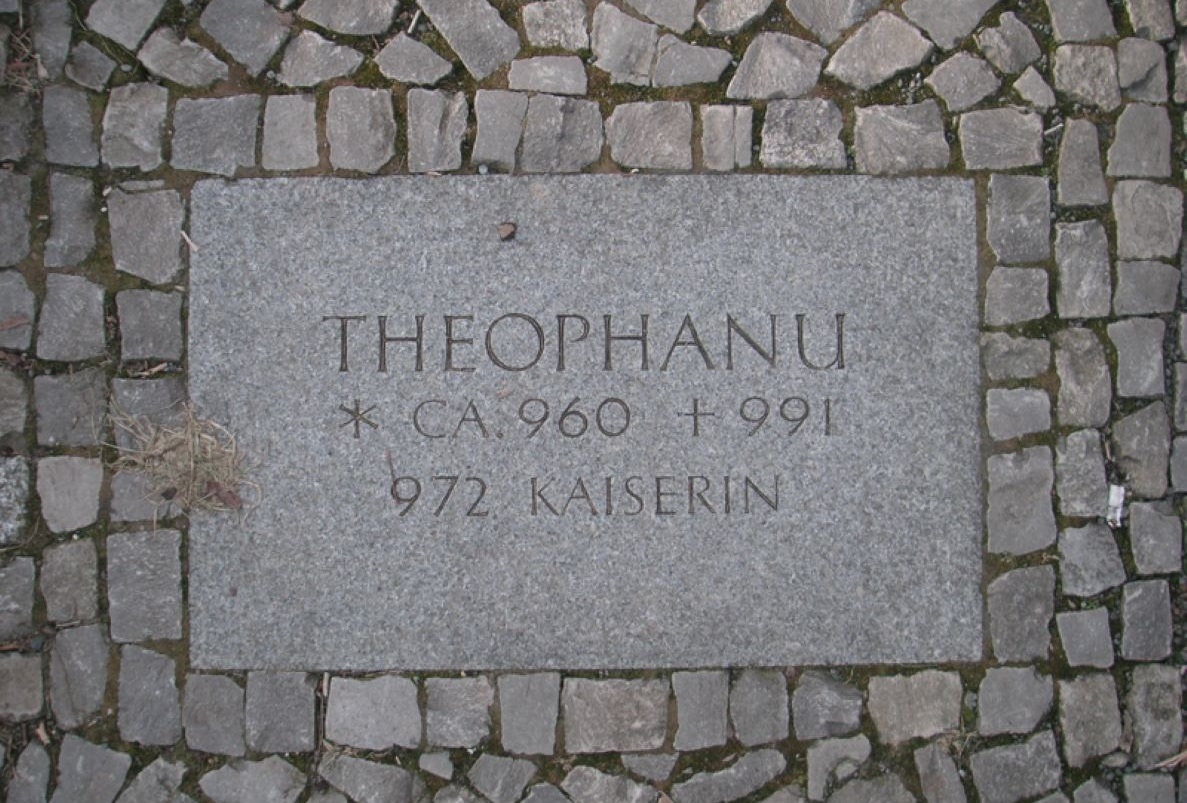 THEOPHANU
* CA. 960 + 991
972 KAISERIN